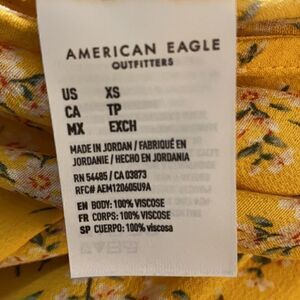 AMERICAN EAGLE
OUTFITTERS
US XS
CA TP
MX EXCH
MADE IN JORDAN / FABRIQUÉ EN
JORDANIE / HECHO EN JORDANIA
RN 54485 / CA 03873
RFC# AEM120605U9A
EN BODY: 100% VISCOSE
FR CORPS: 100% VISCOSE
SP CUERPO: 100% viscosa